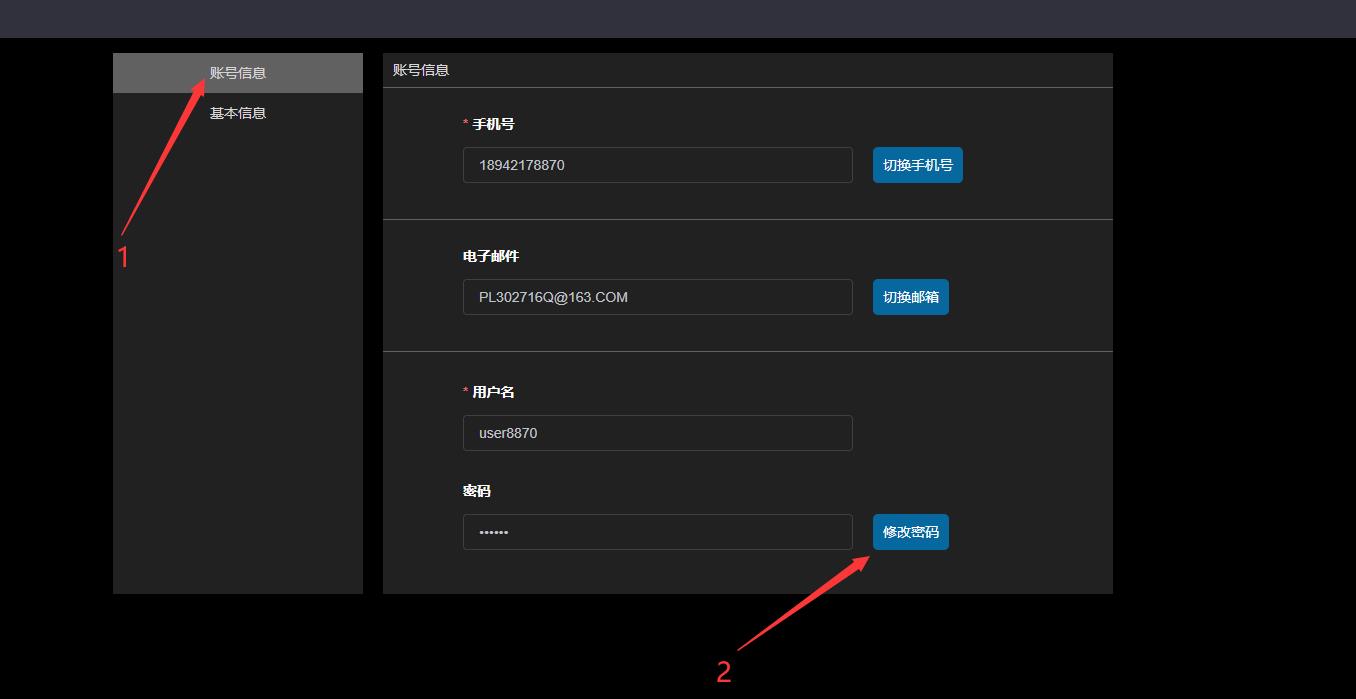 账号信息
基本信息
1
账号信息
* 手机号
18942178870
切换手机号
电子邮件
PL302716Q@163.COM
切换邮箱
* 用户名
user8870
密码
••••••
修改密码
2